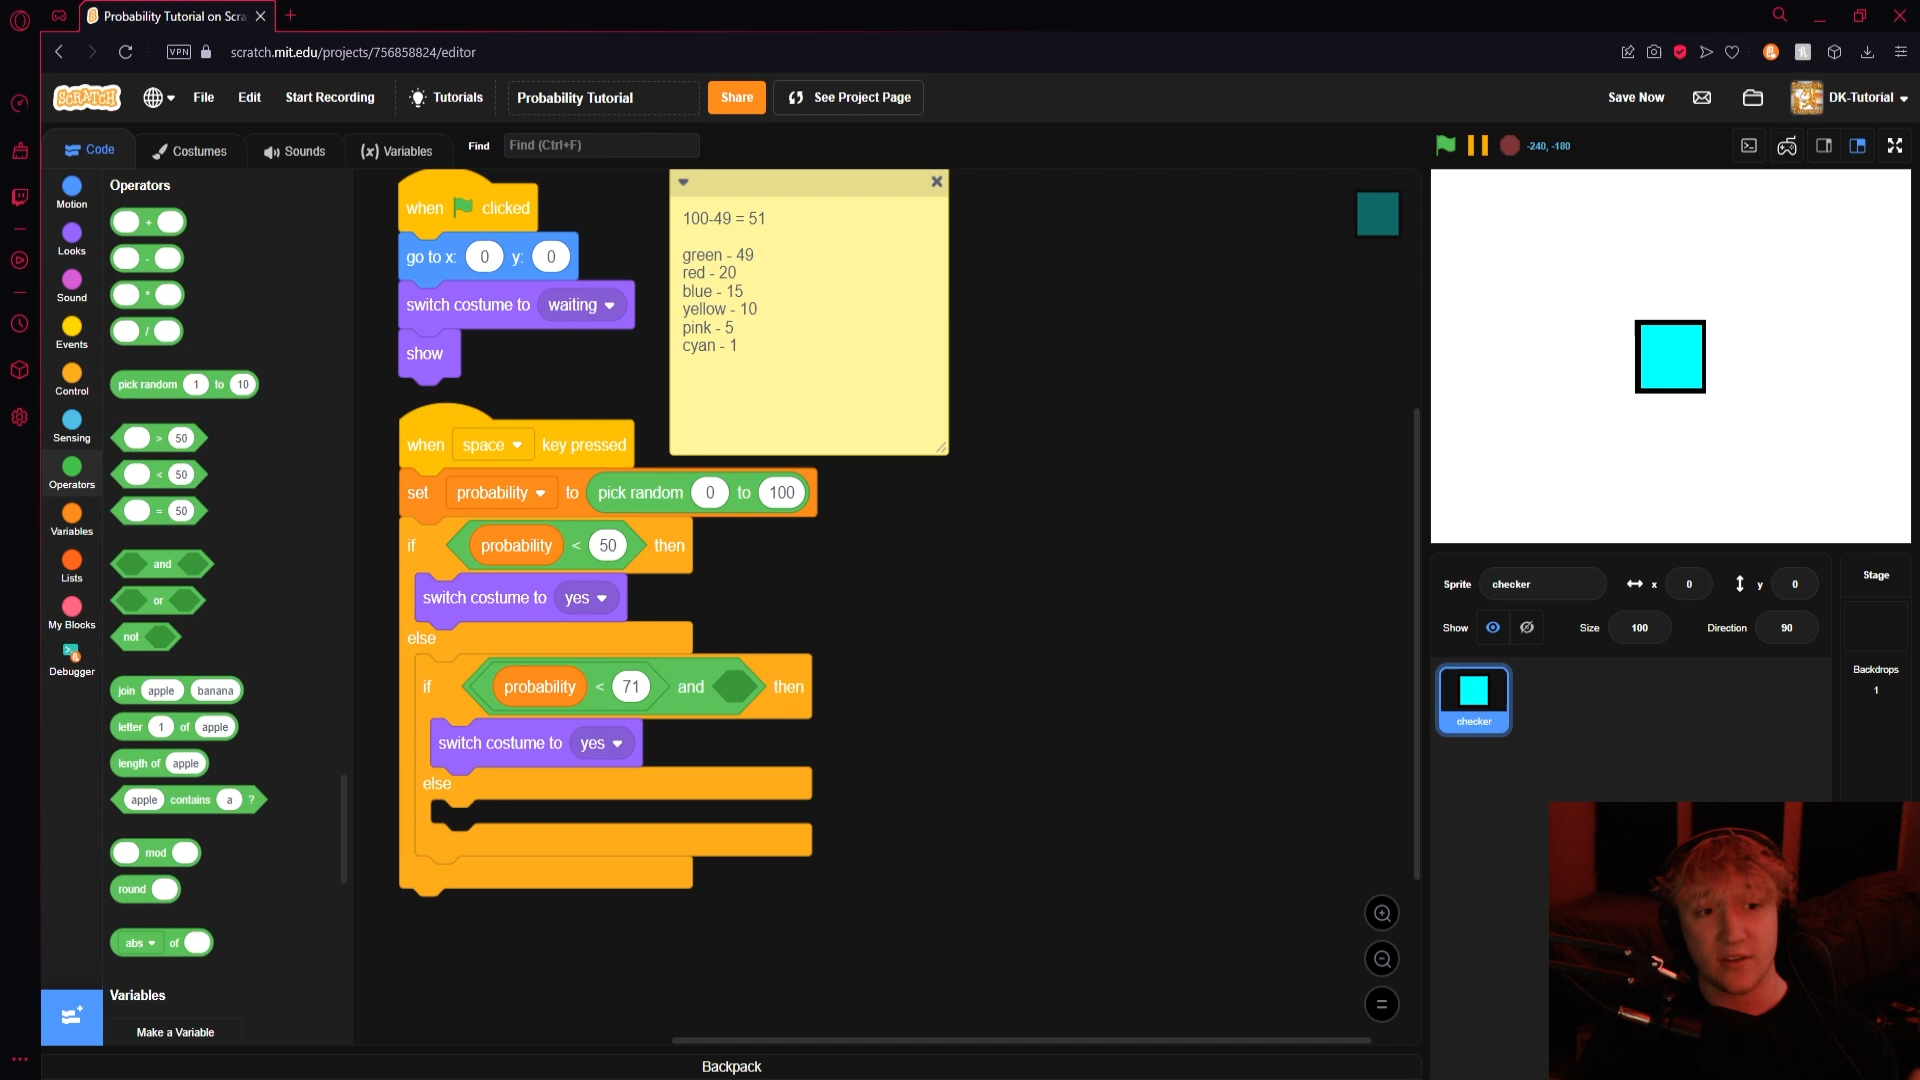 Probability Tutorial on Scra
VPN
scratch.mit.edu/projects/756858824/editor
SCRATCH
File
Edit
Start Recording
Tutorials
Probability Tutorial
Share
See Project Page
Save Now
DK-Tutorial
Code
Costumes
Sounds
(x) Variables
Find
Find (Ctrl+F)
-240, -180
Motion
Looks
Sound
Events
Control
Sensing
Operators
Variables
Lists
My Blocks
Debugger
Operators
+
-
*
/
pick random 1 to 10
> 50
< 50
= 50
and
or
not
join apple banana
letter 1 of apple
length of apple
apple contains a ?
mod
round
abs of
Variables
Make a Variable
when clicked
go to x: 0 y: 0
switch costume to waiting
show
100-49 = 51
green - 49
red - 20
blue - 15
yellow - 10
pink - 5
cyan - 1
when space key pressed
set probability to pick random 0 to 100
if probability < 50 then
switch costume to yes
else
if probability < 71 and then
switch costume to yes
else
Backpack
Sprite checker x 0 y 0
Show Size 100 Direction 90
checker
Stage
Backdrops
1